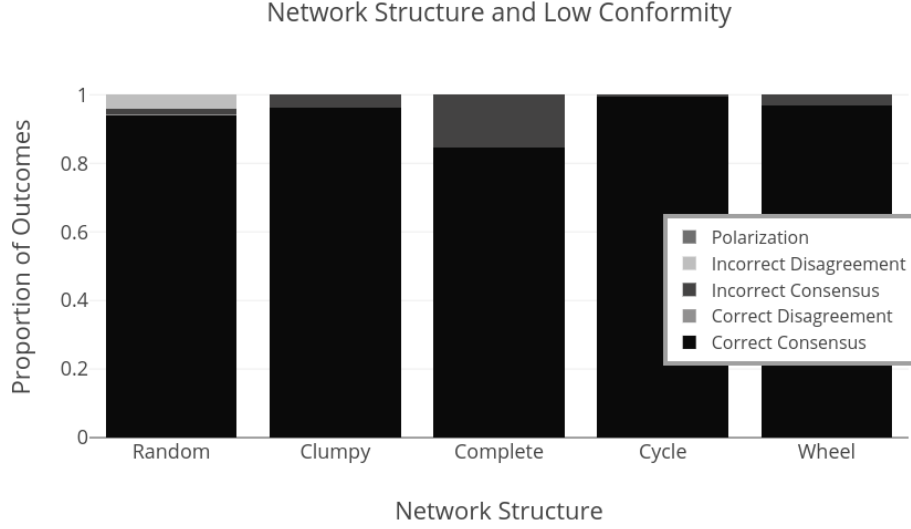 Network Structure and Low Conformity
Proportion of Outcomes
1
0.8
0.6
0.4
0.2
0
Polarization
Incorrect Disagreement
Incorrect Consensus
Correct Disagreement
Correct Consensus
Random Clumpy Complete Cycle Wheel
Network Structure